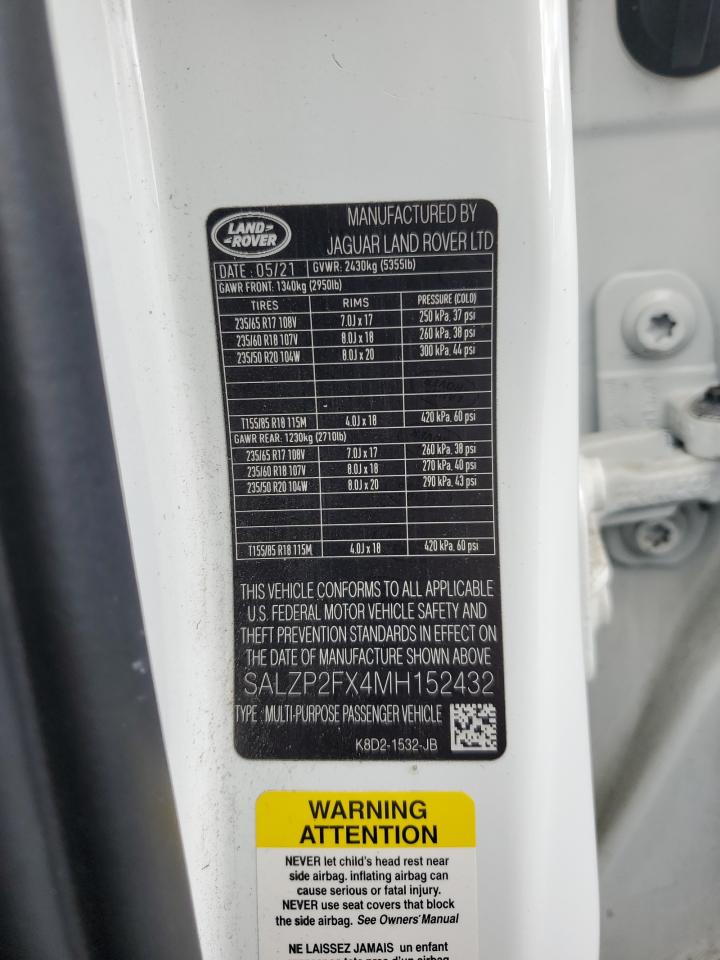 LAND
ROVER
MANUFACTURED BY
JAGUAR LAND ROVER LTD
DATE : 05/21 GVWR: 2430kg (5355lb)
GAWR FRONT: 1340kg (2950lb)
TIRES RIMS PRESSURE (COLD)
235/65 R17 108V 7.0J x 17 250 kPa, 37 psi
235/60 R18 107V 8.0J x 18 260 kPa, 38 psi
235/50 R20 104W 8.0J x 20 300 kPa, 44 psi
T155/85 R18 115M 4.0J x 18 420 kPa, 60 psi
GAWR REAR: 1230kg (2710lb)
235/65 R17 108V 7.0J x 17 260 kPa, 38 psi
235/60 R18 107V 8.0J x 18 270 kPa, 40 psi
235/50 R20 104W 8.0J x 20 290 kPa, 43 psi
T155/85 R18 115M 4.0J x 18 420 kPa, 60 psi
THIS VEHICLE CONFORMS TO ALL APPLICABLE
U.S. FEDERAL MOTOR VEHICLE SAFETY AND
THEFT PREVENTION STANDARDS IN EFFECT ON
THE DATE OF MANUFACTURE SHOWN ABOVE
SALZP2FX4MH152432
TYPE : MULTI-PURPOSE PASSENGER VEHICLE
K8D2-1532-JB
WARNING
ATTENTION
NEVER let child's head rest near
side airbag. inflating airbag can
cause serious or fatal injury.
NEVER use seat covers that block
the side airbag. See Owners' Manual
NE LAISSEZ JAMAIS un enfant